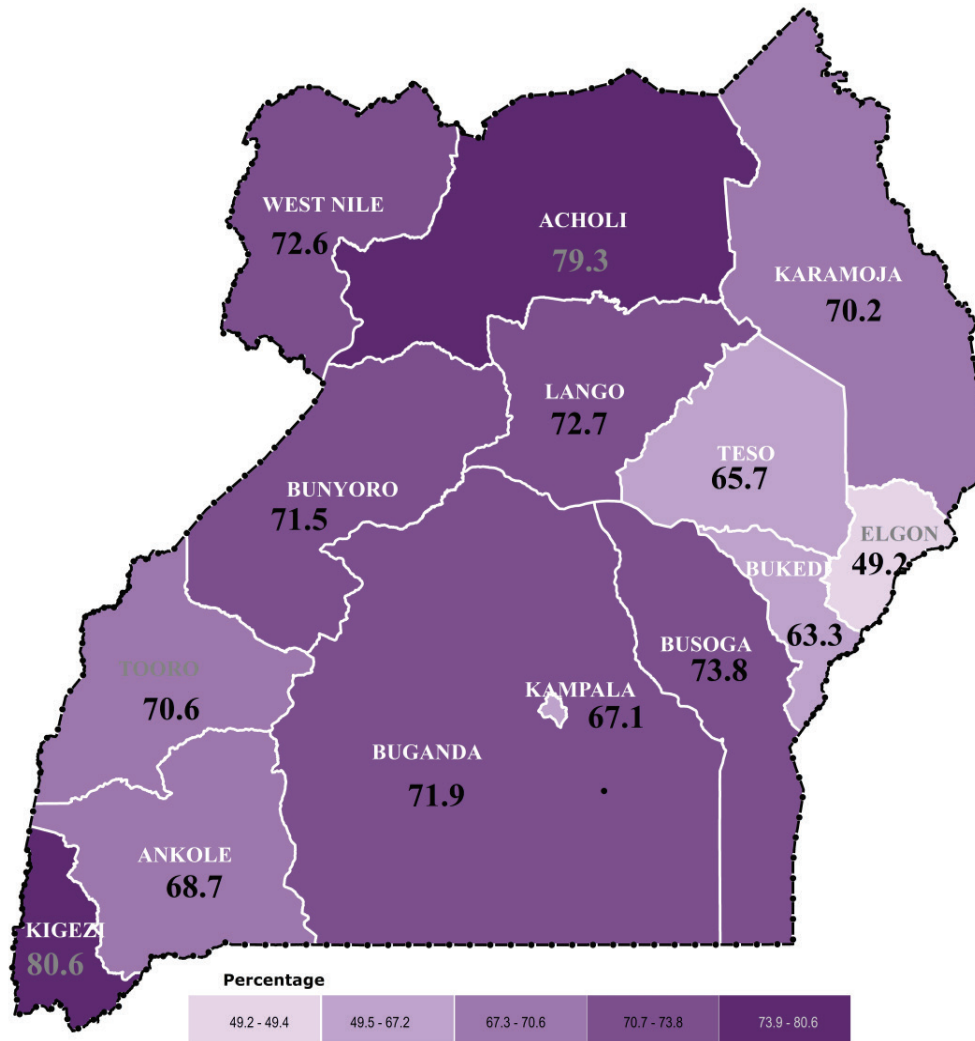 WEST NILE
72.6
ACHOLI
79.3
KARAMOJA
70.2
LANGO
72.7
TESO
65.7
BUNYORO
71.5
ELGON
49.2
BUKEDI
63.3
TOORO
70.6
BUSOGA
73.8
KAMPALA
67.1
BUGANDA
71.9
ANKOLE
68.7
KIGEZI
80.6
Percentage
49.2 - 49.4 49.5 - 67.2 67.3 - 70.6 70.7 - 73.8 73.9 - 80.6